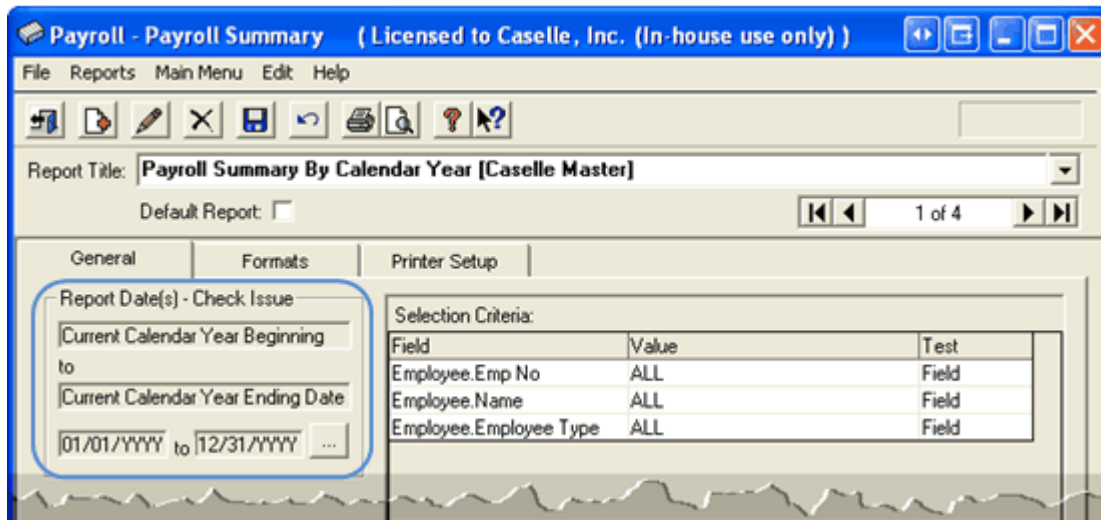 Payroll - Payroll Summary (Licensed to Caselle, Inc. (In-house use only) )
File Reports Main Menu Edit Help
Report Title: Payroll Summary By Calendar Year [Caselle Master]
Default Report:
1 of 4
General Formats Printer Setup
Report Date(s) - Check Issue
Current Calendar Year Beginning
to
Current Calendar Year Ending Date
01/01/YYYY to 12/31/YYYY ...
Selection Criteria:
Field Value Test
Employee.Emp No ALL Field
Employee.Name ALL Field
Employee.Employee Type ALL Field